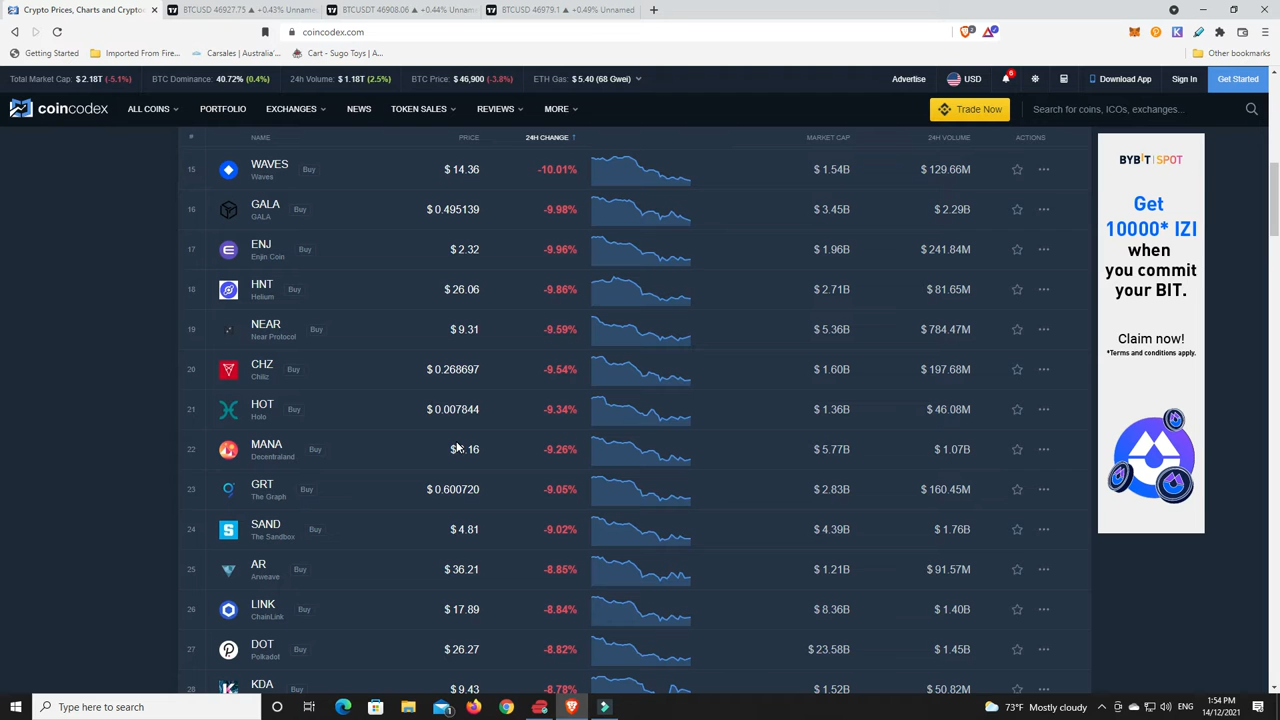 Crypto Prices, Charts and Crypto
BTCUSD 46927.75 ▲ +0.43% Unname
BTCUSDT 46908.06 ▲ +0.44% Unnam
BTCUSD 46979.1 ▲ +0.49% Unnamed
coincodex.com
Getting Started
Imported From Fire...
Carsales | Australia'...
Cart - Sugo Toys | A...
Other bookmarks
Total Market Cap: $ 2.18T (-5.1%) BTC Dominance: 40.72% (0.4%) 24h Volume: $ 1.18T (2.5%) BTC Price: $ 46,900 (-3.8%) ETH Gas: $ 5.40 (68 Gwei) Advertise USD 6 Download App Sign In Get Started
coincodex ALL COINS PORTFOLIO EXCHANGES NEWS TOKEN SALES REVIEWS MORE Trade Now Search for coins, ICOs, exchanges...
# NAME PRICE 24H CHANGE ↑ MARKET CAP 24H VOLUME ACTIONS
15 WAVES Buy $ 14.36 -10.01% $ 1.54B $ 129.66M
Waves
16 GALA Buy $ 0.495139 -9.98% $ 3.45B $ 2.29B
GALA
17 ENJ Buy $ 2.32 -9.96% $ 1.96B $ 241.84M
Enjin Coin
18 HNT Buy $ 26.06 -9.86% $ 2.71B $ 81.65M
Helium
19 NEAR Buy $ 9.31 -9.59% $ 5.36B $ 784.47M
Near Protocol
20 CHZ Buy $ 0.268697 -9.54% $ 1.60B $ 197.68M
Chiliz
21 HOT Buy $ 0.007844 -9.34% $ 1.36B $ 46.08M
Holo
22 MANA Buy -9.26% $ 5.77B $ 1.07B
Decentraland
23 GRT Buy $ 0.600720 -9.05% $ 2.83B $ 160.45M
The Graph
24 SAND Buy $ 4.81 -9.02% $ 4.39B $ 1.76B
The Sandbox
25 AR Buy $ 36.21 -8.85% $ 1.21B $ 91.57M
Arweave
26 LINK Buy $ 17.89 -8.84% $ 8.36B $ 1.40B
ChainLink
27 DOT Buy $ 26.27 -8.82% $ 23.58B $ 1.45B
Polkadot
28 KDA Buy $ 9.43 -8.78% $ 1.52B $ 50.82M
BYBIT | SPOT
Get
10000* IZI
when
you commit
your BIT.
Claim now!
*Terms and conditions apply.
Type here to search
73°F Mostly cloudy
ENG
1:54 PM
14/12/2021